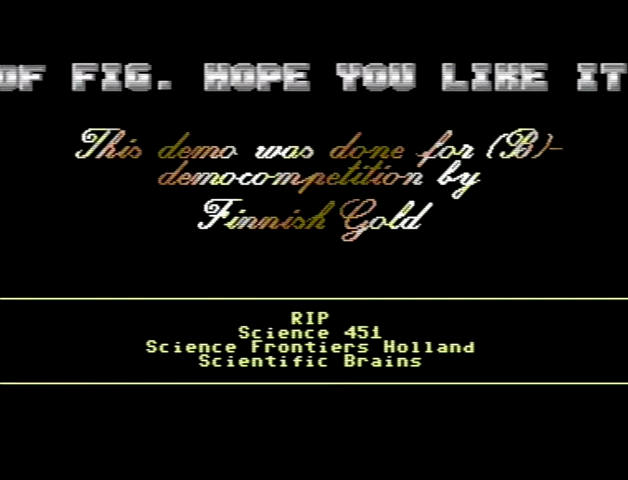 OF FIG. HOPE YOU LIKE IT
This demo was done for (B)-
democompetition by
Finnish Gold
RIP
Science 451
Science Frontiers Holland
Scientific Brains